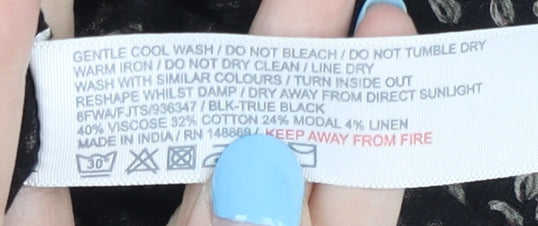 GENTLE COOL WASH / DO NOT BLEACH / DO NOT TUMBLE DRY
WARM IRON / DO NOT DRY CLEAN / LINE DRY
WASH WITH SIMILAR COLOURS / TURN INSIDE OUT
RESHAPE WHILST DAMP / DRY AWAY FROM DIRECT SUNLIGHT
8FWA/FJTS/936347 / BLK-TRUE BLACK
40% VISCOSE 32% COTTON 24% MODAL 4% LINEN
MADE IN INDIA / RN 148869 / KEEP AWAY FROM FIRE
30°